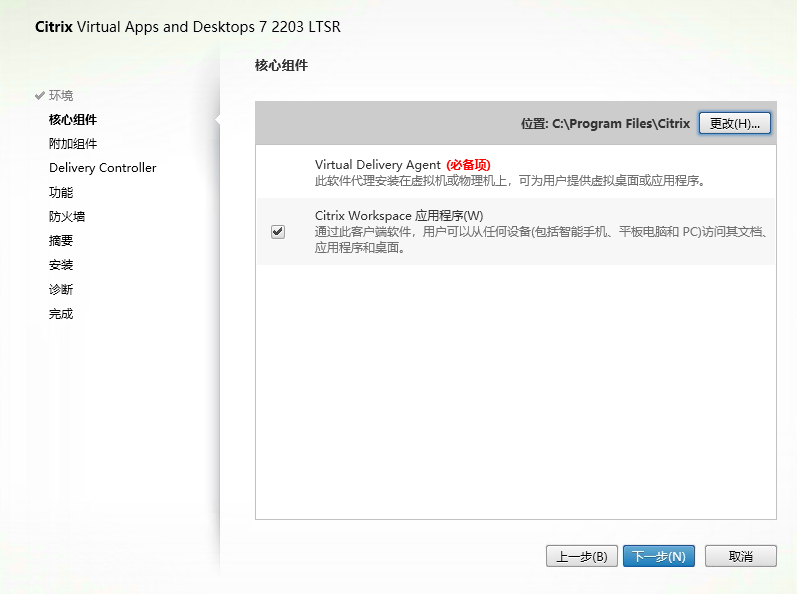 Citrix Virtual Apps and Desktops 7 2203 LTSR
环境
核心组件
附加组件
Delivery Controller
功能
防火墙
摘要
安装
诊断
完成
核心组件
位置: C:\Program Files\Citrix 更改(H)...
Virtual Delivery Agent (必备项)
此软件代理安装在虚拟机或物理机上，可为用户提供虚拟桌面或应用程序。
Citrix Workspace 应用程序(W)
通过此客户端软件，用户可以从任何设备(包括智能手机、平板电脑和 PC)访问其文档、
应用程序和桌面。
上一步(B) 下一步(N) 取消